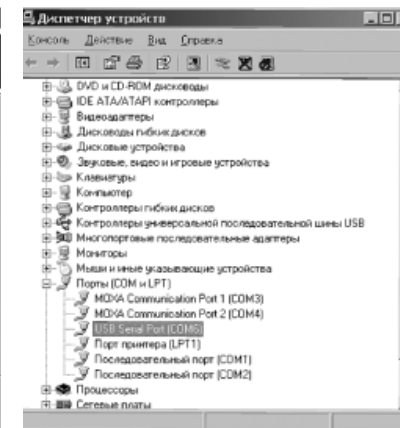 Диспетчер устройств
Консоль Действие Вид Справка
DVD и CD-ROM дисководы
IDE ATA/ATAPI контроллеры
Видеоадаптеры
Дисководы гибких дисков
Дисковые устройства
Звуковые, видео и игровые устройства
Клавиатуры
Компьютер
Контроллеры гибких дисков
Контроллеры универсальной последовательной шины USB
Многопортовые последовательные адаптеры
Мониторы
Мыши и иные указывающие устройства
Порты (COM и LPT)
MOXA Communication Port 1 (COM3)
MOXA Communication Port 2 (COM4)
USB Serial Port (COM6)
Порт принтера (LPT1)
Последовательный порт (COM1)
Последовательный порт (COM2)
Процессоры
Сетевые платы